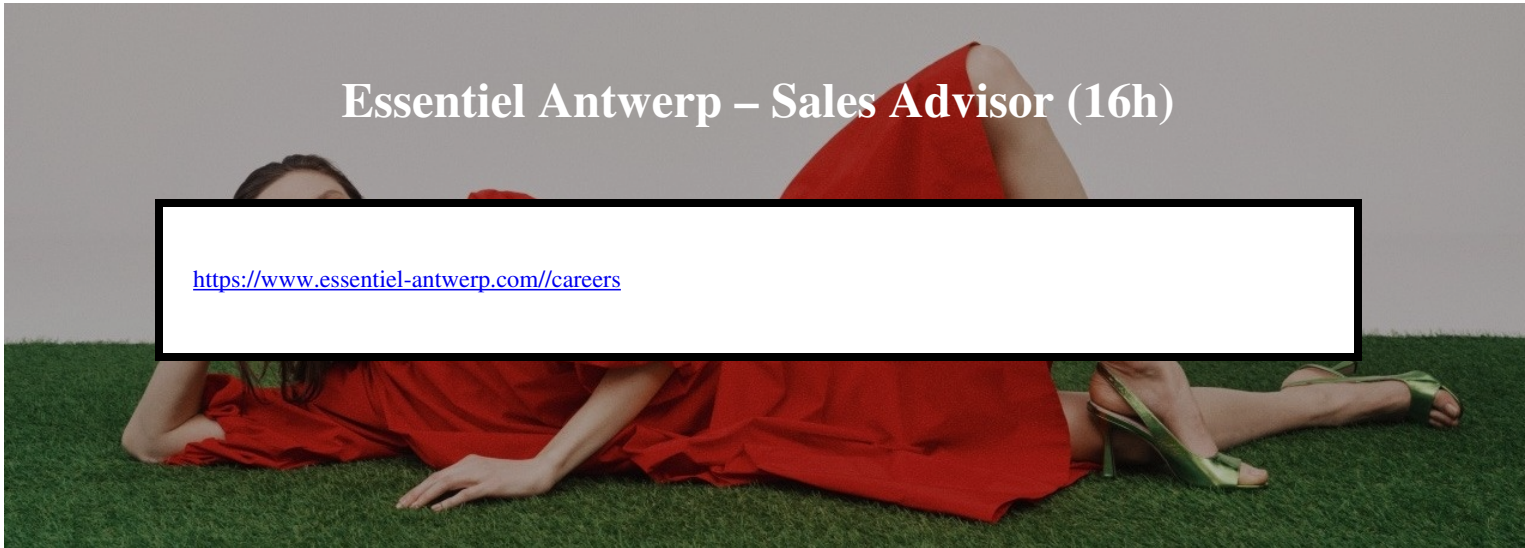 Essentiel Antwerp – Sales Advisor (16h)
https://www.essentiel-antwerp.com//careers